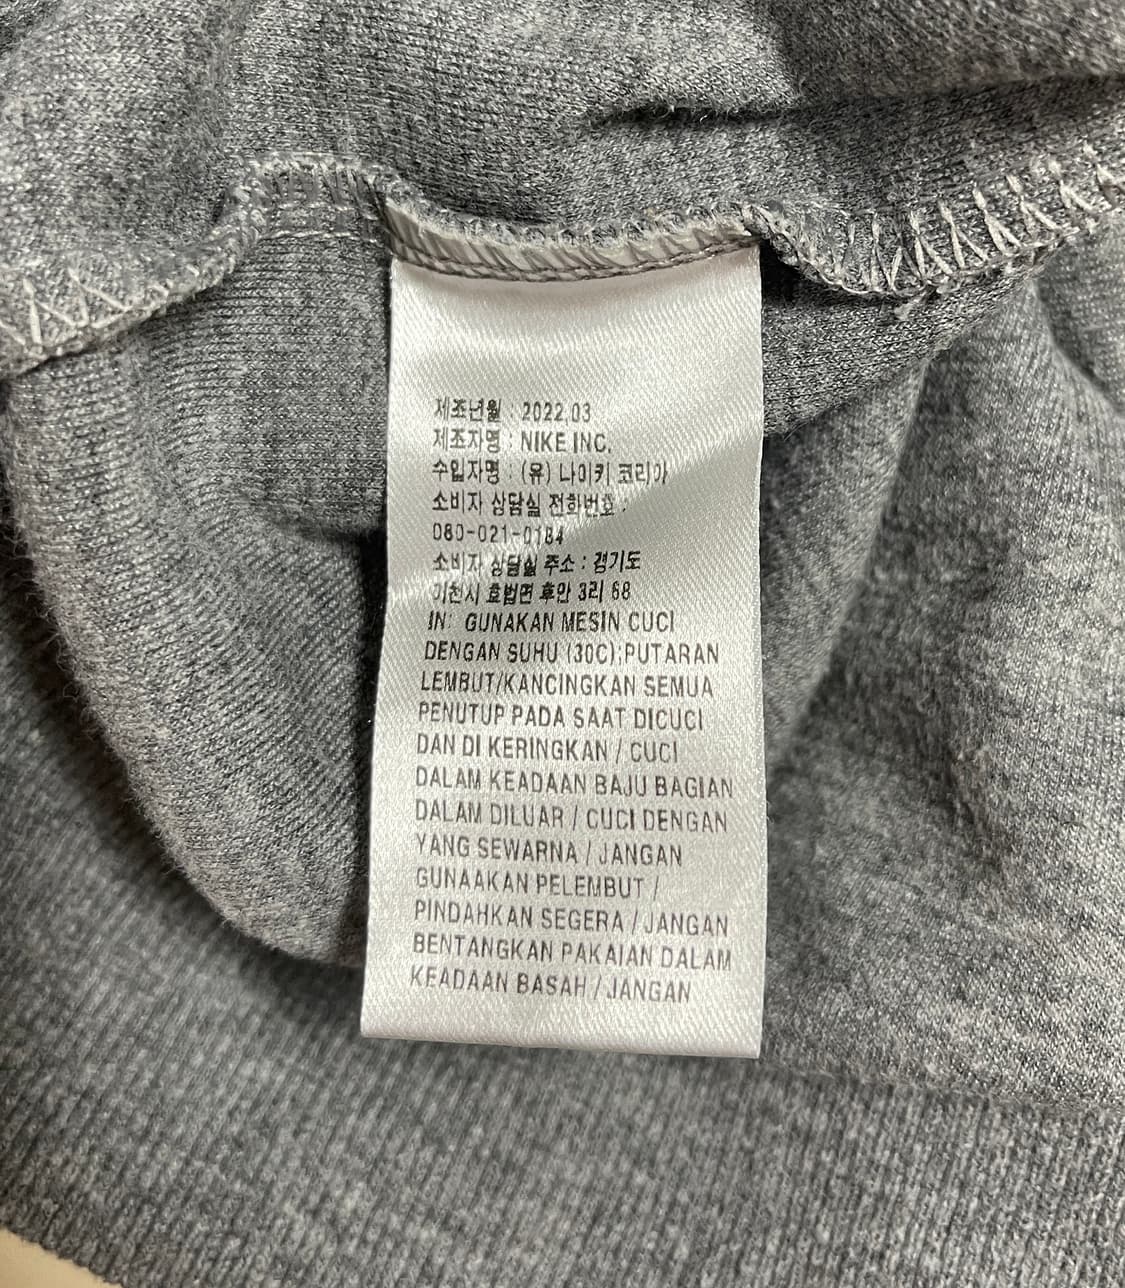 제조년월 : 2022.03
제조자명 : NIKE INC.
수입자명 : (유) 나이키 코리아
소비자 상담실 전화번호 :
080-021-0184
소비자 상담실 주소 : 경기도
이천시 호법면 후안 3리 68
IN: GUNAKAN MESIN CUCI
DENGAN SUHU (30C);PUTARAN
LEMBUT/KANCINGKAN SEMUA
PENUTUP PADA SAAT DICUCI
DAN DI KERINGKAN / CUCI
DALAM KEADAAN BAJU BAGIAN
DALAM DILUAR / CUCI DENGAN
YANG SEWARNA / JANGAN
GUNAAKAN PELEMBUT /
PINDAHKAN SEGERA / JANGAN
BENTANGKAN PAKAIAN DALAM
KEADAAN BASAH / JANGAN